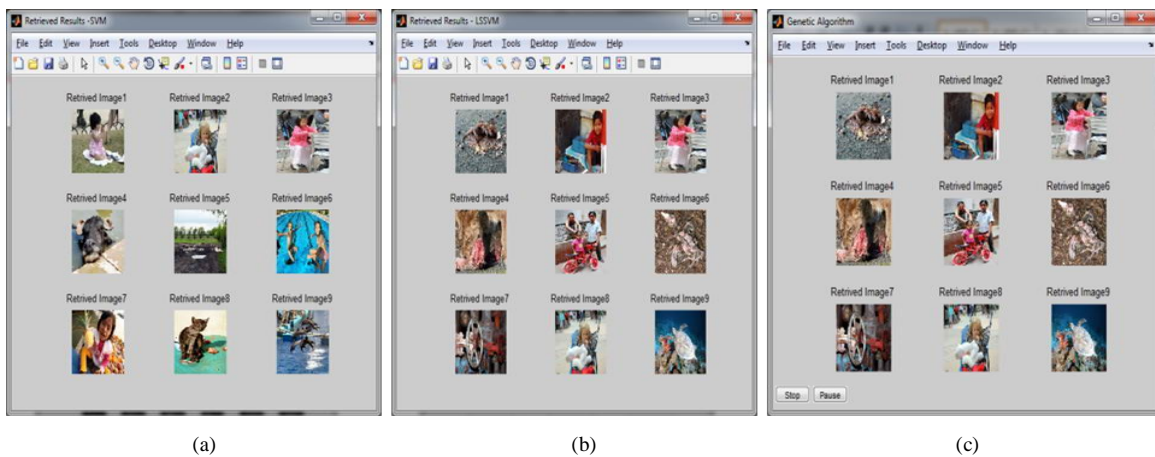 Retrieved Results -SVM
File Edit View Insert Tools Desktop Window Help
Retrived Image1 Retrived Image2 Retrived Image3
Retrived Image4 Retrived Image5 Retrived Image6
Retrived Image7 Retrived Image8 Retrived Image9
(a)
Retrieved Results - LSSVM
File Edit View Insert Tools Desktop Window Help
Retrived Image1 Retrived Image2 Retrived Image3
Retrived Image4 Retrived Image5 Retrived Image6
Retrived Image7 Retrived Image8 Retrived Image9
(b)
Genetic Algorithm
File Edit View Insert Tools Desktop Window Help
Retrived Image1 Retrived Image2 Retrived Image3
Retrived Image4 Retrived Image5 Retrived Image6
Retrived Image7 Retrived Image8 Retrived Image9
Stop Pause
(c)